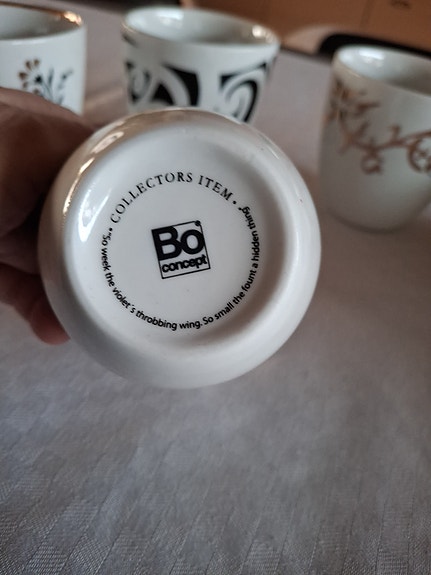 • COLLECTORS ITEM •
Bo
concept
"So week the violet´s throbbing wing. So small the fount a hidden thing"